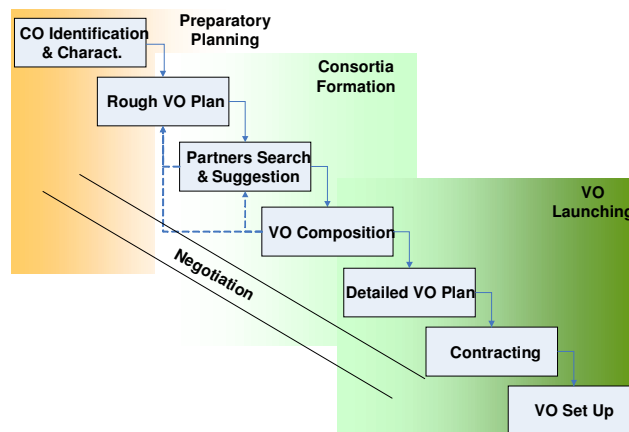 Preparatory
Planning
CO Identification
& Charact.
Consortia
Formation
Rough VO Plan
Partners Search
& Suggestion
VO
Launching
VO Composition
Negotiation
Detailed VO Plan
Contracting
VO Set Up